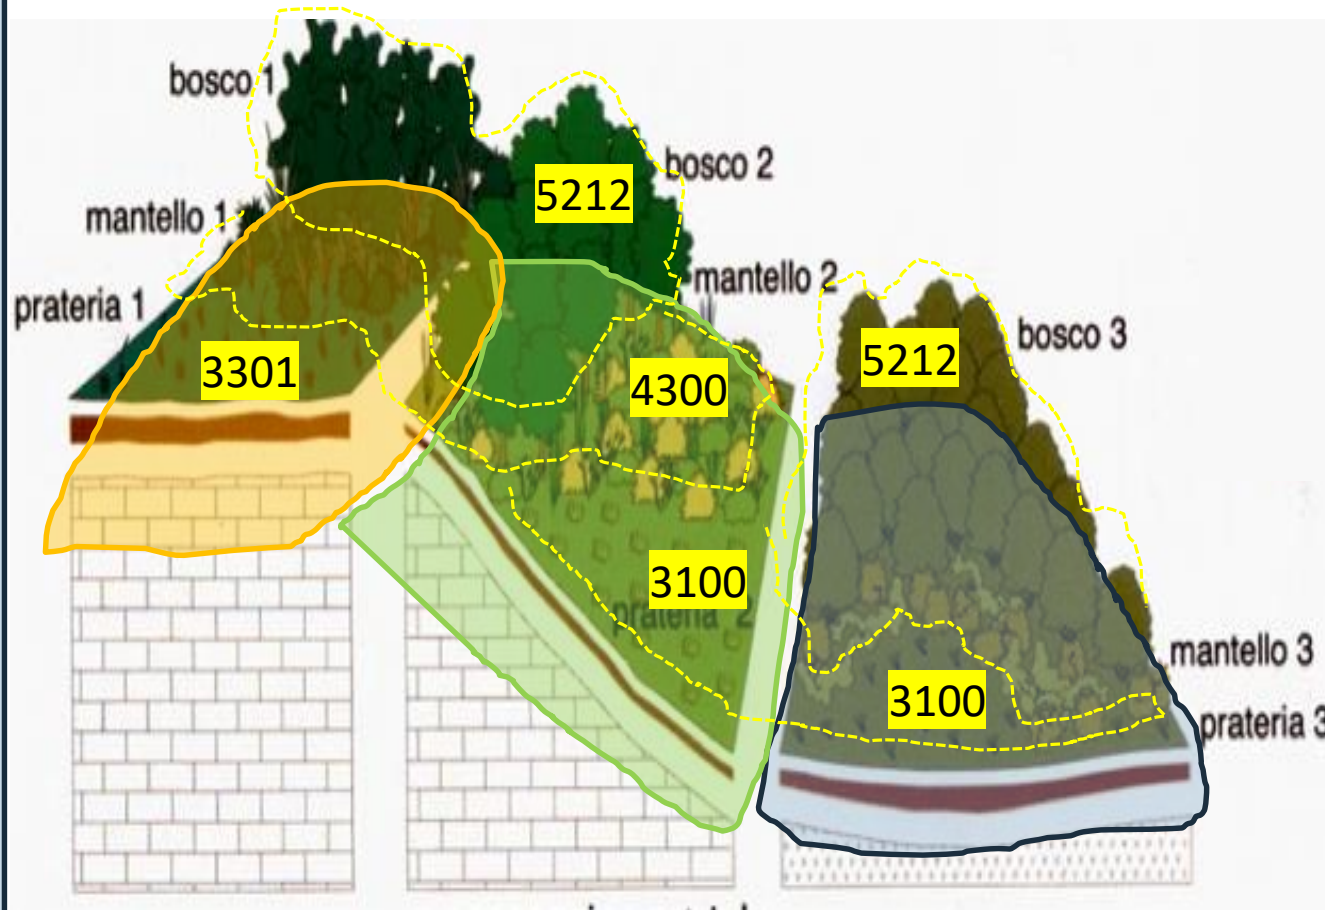 bosco 1
bosco 2
5212
mantello 1
mantello 2
prateria 1
bosco 3
5212
3301
4300
3100
prateria 2
mantello 3
3100
prateria 3